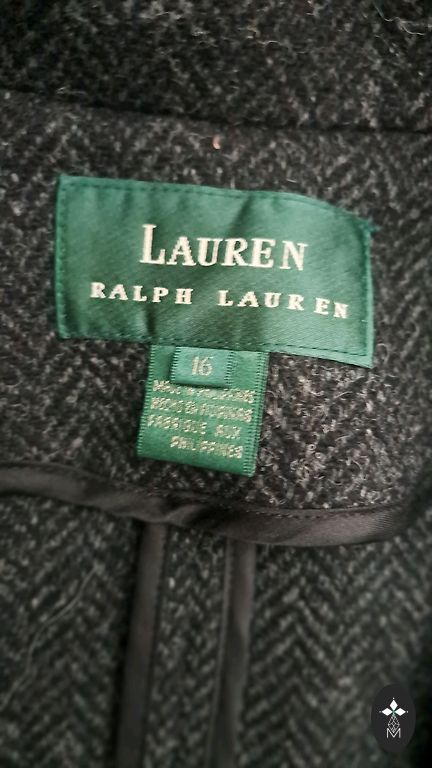 LAUREN
RALPH LAUREN
16
MADE IN PHILIPPINES
HECHO EN FILIPINAS
FABRIQUE AUX
PHILIPPINES
M